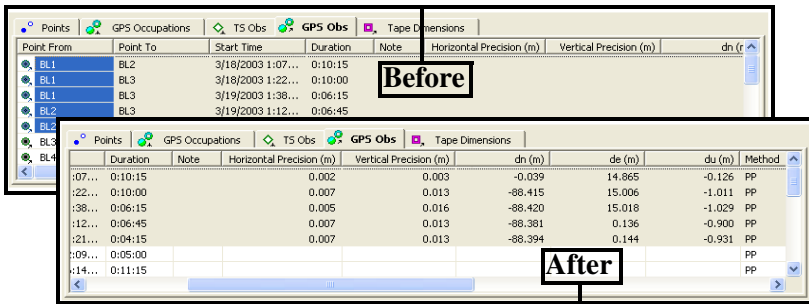 Points GPS Occupations TS Obs GPS Obs Tape Dimensions
Point From Point To Start Time Duration Note Horizontal Precision (m) Vertical Precision (m) dn (
BL1 BL2 3/18/2003 1:07... 0:10:15
BL1 BL3 3/18/2003 1:22... 0:10:00
BL1 BL3 3/19/2003 1:38... 0:06:15
BL2 BL3 3/19/2003 1:12... 0:06:45
BL2
BL3
BL4
Before
Points GPS Occupations TS Obs GPS Obs Tape Dimensions
Duration Note Horizontal Precision (m) Vertical Precision (m) dn (m) de (m) du (m) Method
:07... 0:10:15 0.002 0.003 -0.039 14.865 -0.126 PP
:22... 0:10:00 0.007 0.013 -88.415 15.006 -1.011 PP
:38... 0:06:15 0.005 0.016 -88.420 15.018 -1.029 PP
:12... 0:06:45 0.007 0.013 -88.381 0.136 -0.900 PP
:21... 0:04:15 0.007 0.013 -88.394 0.144 -0.931 PP
:09... 0:05:00 PP
:14... 0:11:15 PP
After